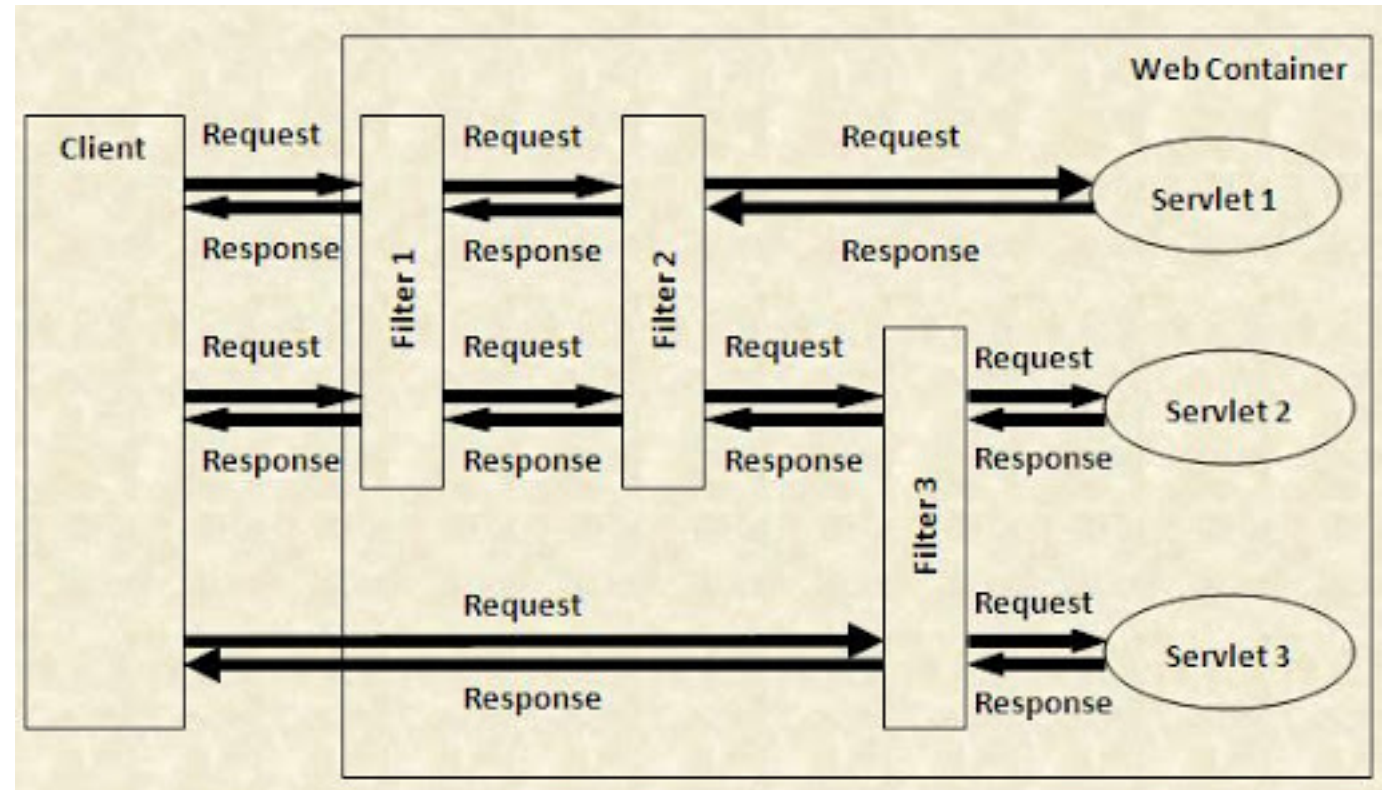 Web Container
Client
Request
Request
Request
Servlet 1
Response
Response
Response
Filter 1
Filter 2
Request
Request
Request
Request
Servlet 2
Response
Response
Response
Response
Filter 3
Request
Request
Servlet 3
Response
Response